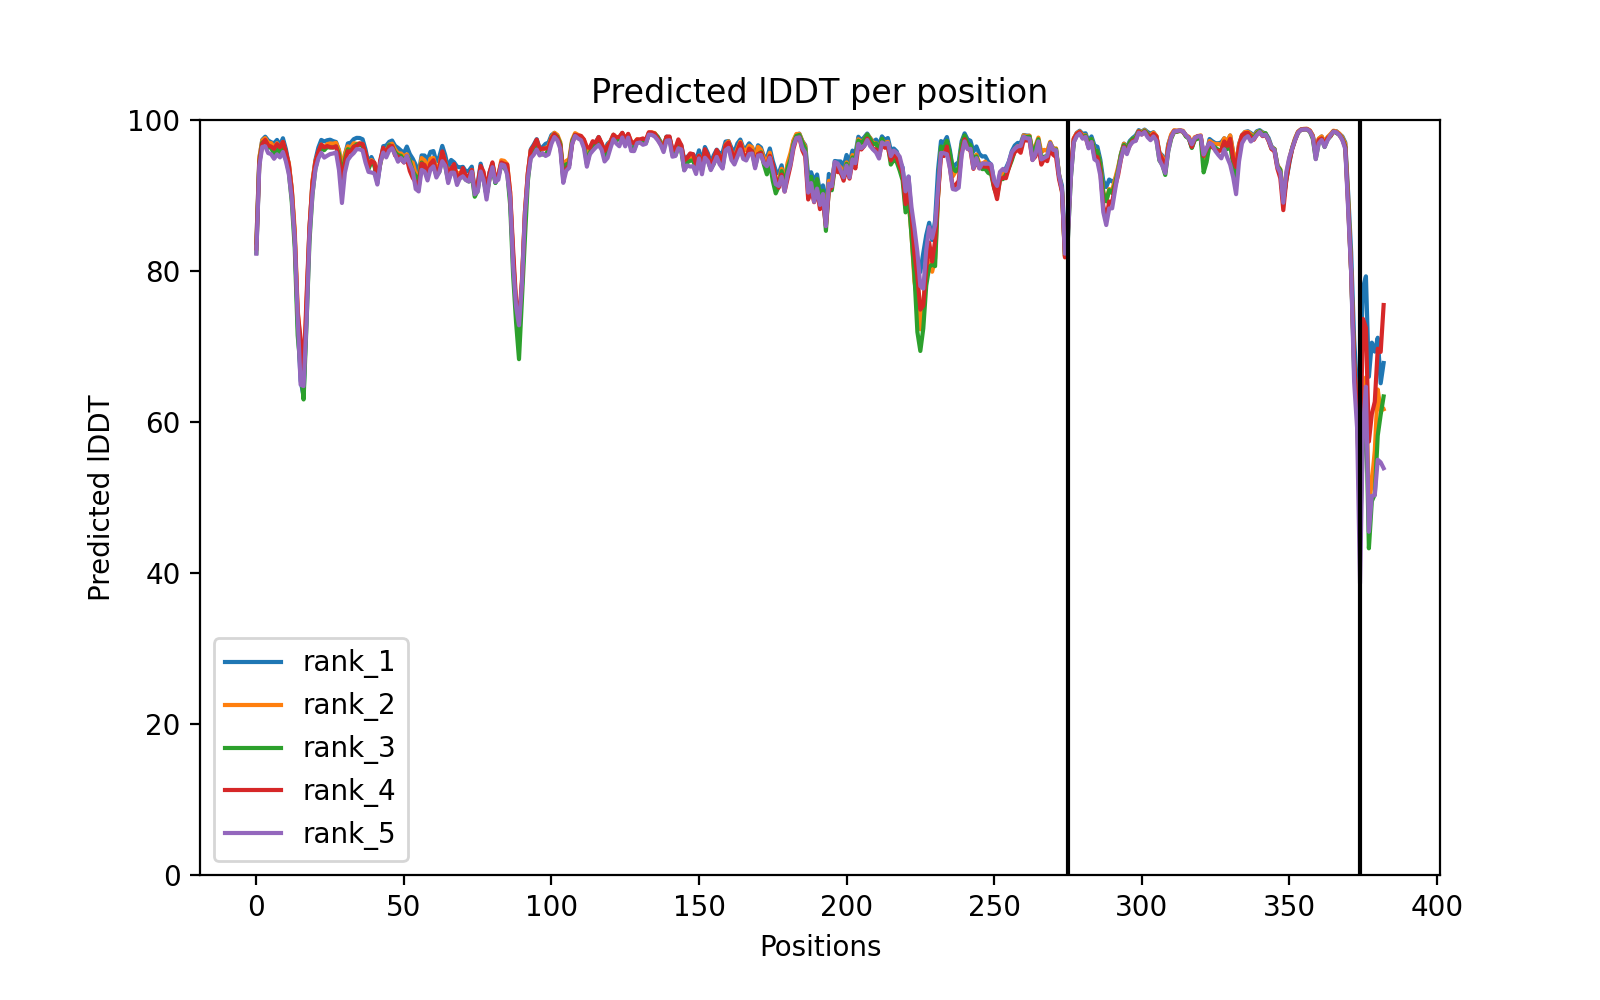 Predicted lDDT per position
100
80
60
40
20
0
Predicted lDDT
rank_1
rank_2
rank_3
rank_4
rank_5
0 50 100 150 200 250 300 350 400
Positions